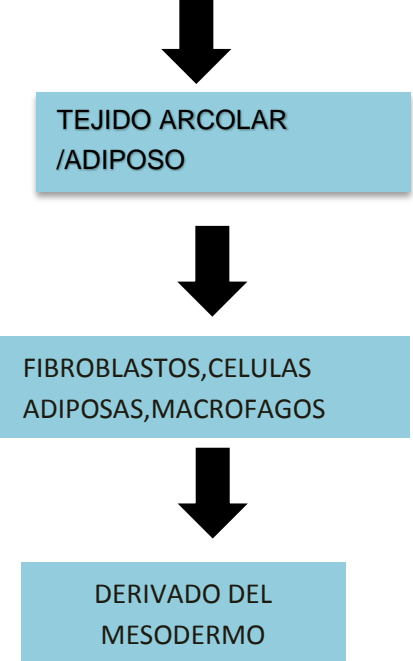 TEJIDO ARCOLAR
/ADIPOSO
FIBROBLASTOS,CELULAS
ADIPOSAS,MACROFAGOS
DERIVADO DEL
MESODERMO